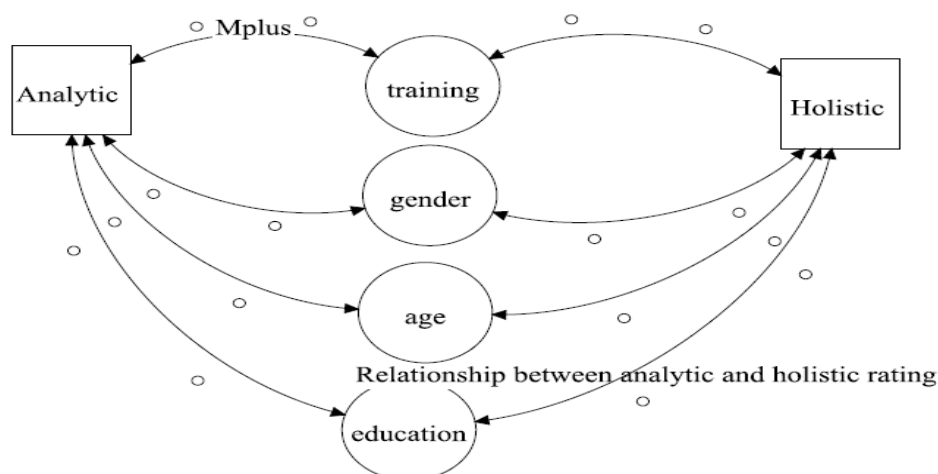 Mplus
Analytic
training
Holistic
gender
age
Relationship between analytic and holistic rating
education